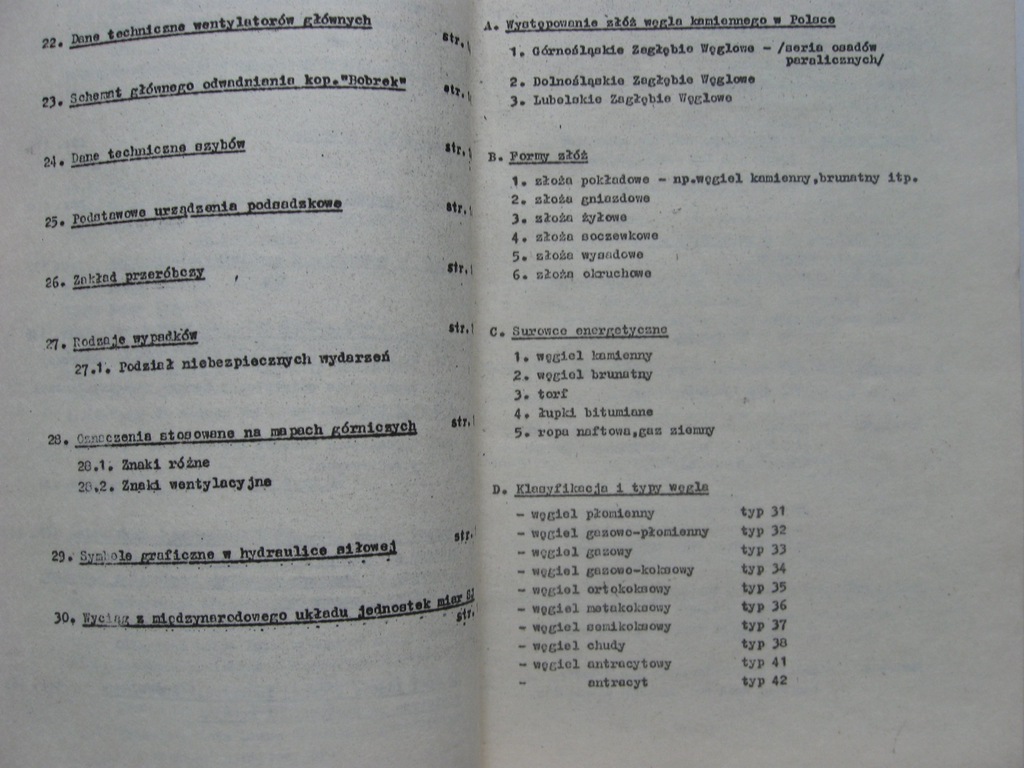 22. Dane techniczne wentylatorów głównych
str.
23. Schemat głównego odwadniania kop."Bobrek"
str.
24. Dane techniczne szybów
str.
25. Podstawowe urządzenia podsadzkowe
str.
26. Zakład przeróbczy
str.
27. Rodzaje wypadków
str.
27.1. Podział niebezpiecznych wydarzeń
28. Oznaczenia stosowane na mapach górniczych
str.
28.1. Znaki różne
28.2. Znaki wentylacyjne
29. Symbole graficzne w hydraulice siłowej
str.
30. Wyciąg z międzynarodowego układu jednostek miar SI
str.
A. Występowanie złóż węgla kamiennego w Polsce
1. Górnośląskie Zagłębie Węglowe - /seria osadów
paralicznych/
2. Dolnośląskie Zagłębie Węglowe
3. Lubelskie Zagłębie Węglowe
B. Formy złóż
1. złoża pokładowe - np.węgiel kamienny,brunatny itp.
2. złoża gniazdowe
3. złoża żyłowe
4. złoża soczewkowe
5. złoża wysadowe
6. złoża okruchowe
C. Surowce energetyczne
1. węgiel kamienny
2. węgiel brunatny
3. torf
4. łupki bitumiane
5. ropa naftowa,gaz ziemny
D. Klasyfikacja i typy węgla
- węgiel płomienny typ 31
- węgiel gazowo-płomienny typ 32
- węgiel gazowy typ 33
- węgiel gazowo-koksowy typ 34
- węgiel ortokoksowy typ 35
- węgiel metakoksowy typ 36
- węgiel semikoksowy typ 37
- węgiel chudy typ 38
- węgiel antracytowy typ 41
- antracyt typ 42